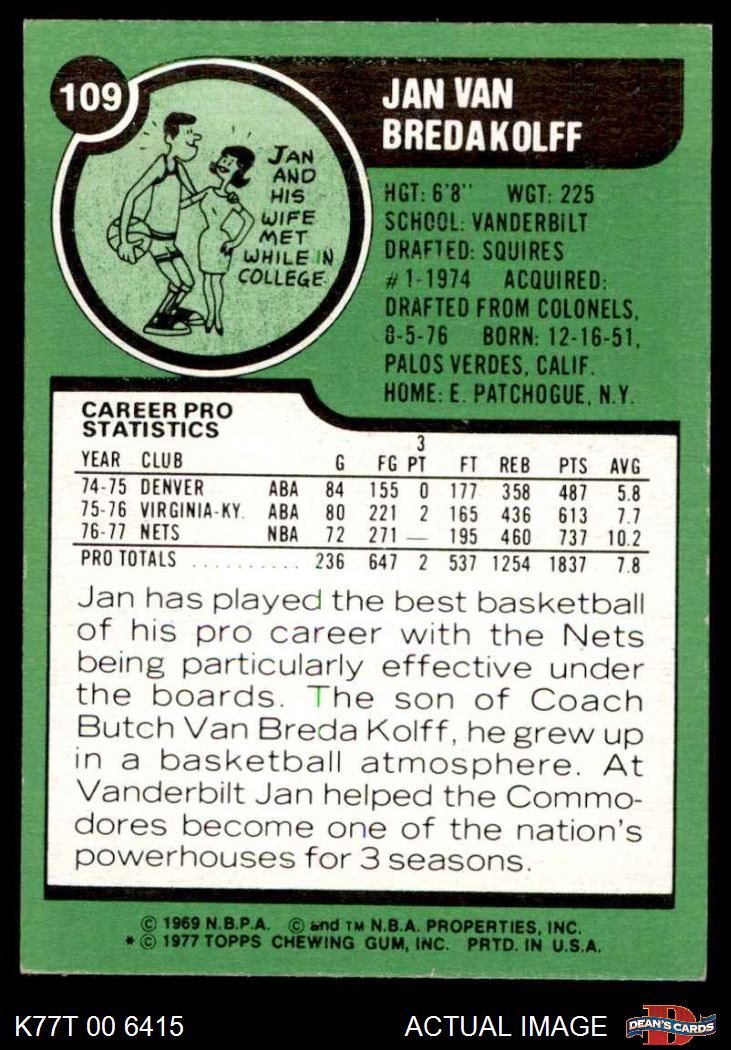 109
JAN VAN
BREDA KOLFF
JAN
AND
HIS
WIFE
MET
WHILE IN
COLLEGE.
HGT: 6'8" WGT: 225
SCHOOL: VANDERBILT
DRAFTED: SQUIRES
#1-1974 ACQUIRED:
DRAFTED FROM COLONELS,
8-5-76 BORN: 12-16-51,
PALOS VERDES, CALIF.
HOME: E. PATCHOGUE, N.Y.
CAREER PRO
STATISTICS
3
YEAR CLUB G FG PT FT REB PTS AVG
74-75 DENVER ABA 84 155 0 177 358 487 5.8
75-76 VIRGINIA-KY. ABA 80 221 2 165 436 613 7.7
76-77 NETS NBA 72 271 — 195 460 737 10.2
PRO TOTALS .......... 236 647 2 537 1254 1837 7.8
Jan has played the best basketball
of his pro career with the Nets
being particularly effective under
the boards. The son of Coach
Butch Van Breda Kolff, he grew up
in a basketball atmosphere. At
Vanderbilt Jan helped the Commo-
dores become one of the nation's
powerhouses for 3 seasons.
© 1969 N.B.P.A. © and TM N.B.A. PROPERTIES, INC.
* © 1977 TOPPS CHEWING GUM, INC. PRTD. IN U.S.A.
K77T 00 6415 ACTUAL IMAGE D DEAN'S CARDS